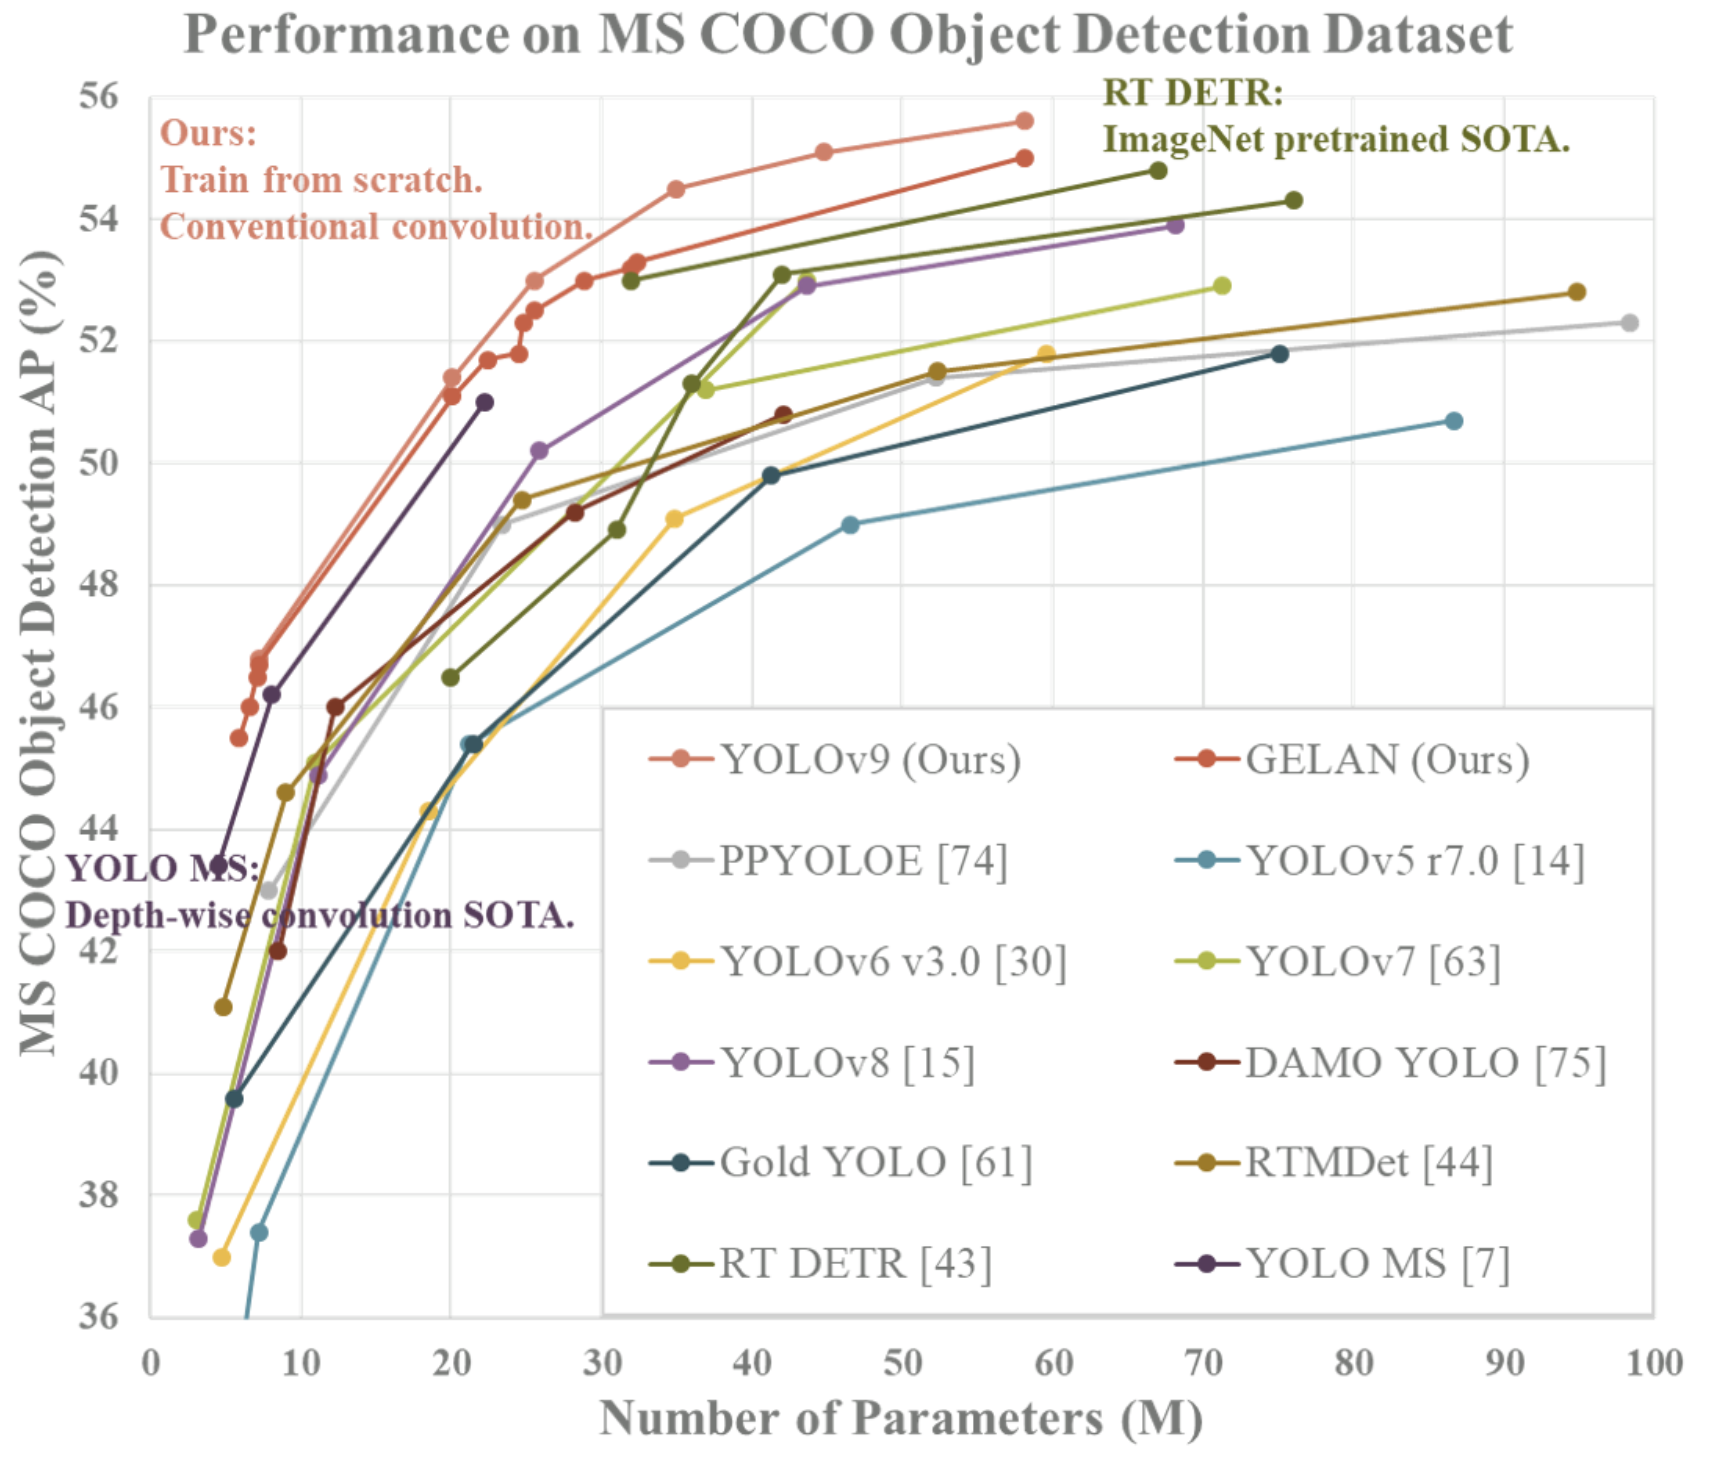 Performance on MS COCO Object Detection Dataset
MS COCO Object Detection AP (%)
56
54
52
50
48
46
44
42
40
38
36
Ours:
Train from scratch.
Conventional convolution.
RT DETR:
ImageNet pretrained SOTA.
YOLO MS:
Depth-wise convolution SOTA.
YOLOv9 (Ours)
GELAN (Ours)
PPYOLOE [74]
YOLOv5 r7.0 [14]
YOLOv6 v3.0 [30]
YOLOv7 [63]
YOLOv8 [15]
DAMO YOLO [75]
Gold YOLO [61]
RTMDet [44]
RT DETR [43]
YOLO MS [7]
0 10 20 30 40 50 60 70 80 90 100
Number of Parameters (M)